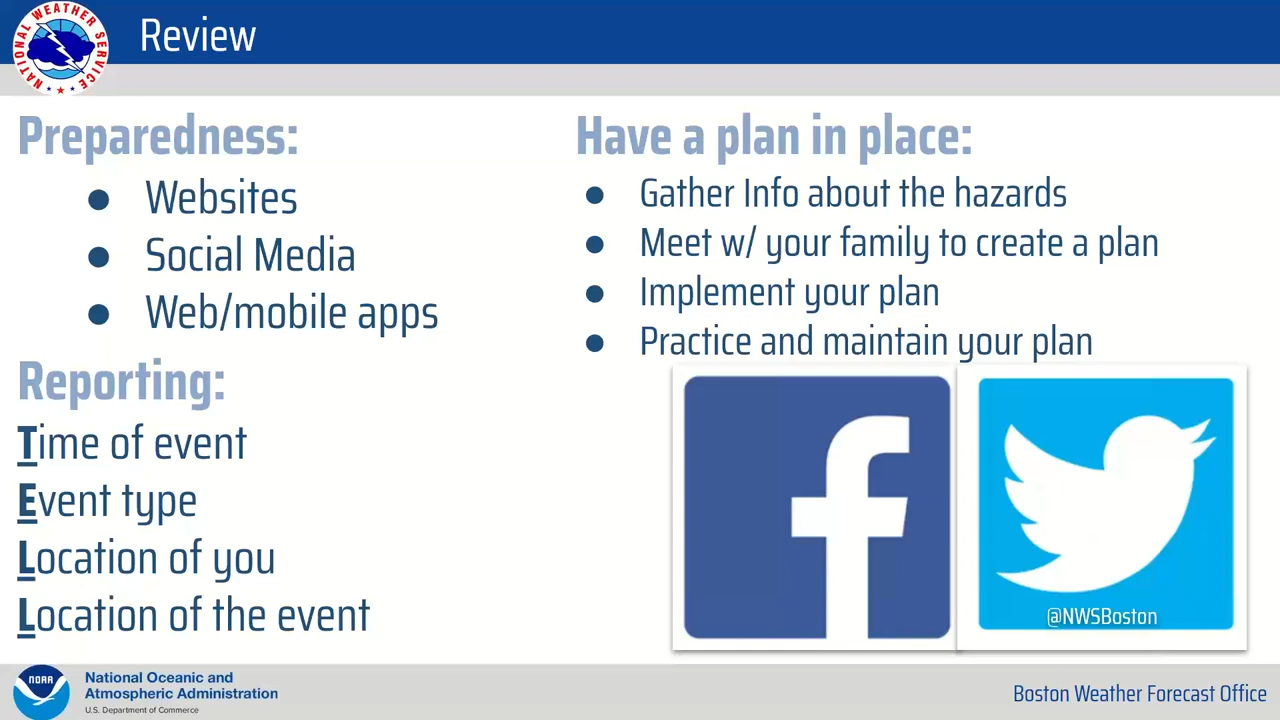 NATIONAL WEATHER SERVICE
Review
Preparedness:
● Websites
● Social Media
● Web/mobile apps
Reporting:
Time of event
Event type
Location of you
Location of the event
Have a plan in place:
● Gather Info about the hazards
● Meet w/ your family to create a plan
● Implement your plan
● Practice and maintain your plan
f
@NWSBoston
NOAA
National Oceanic and
Atmospheric Administration
U.S. Department of Commerce
Boston Weather Forecast Office